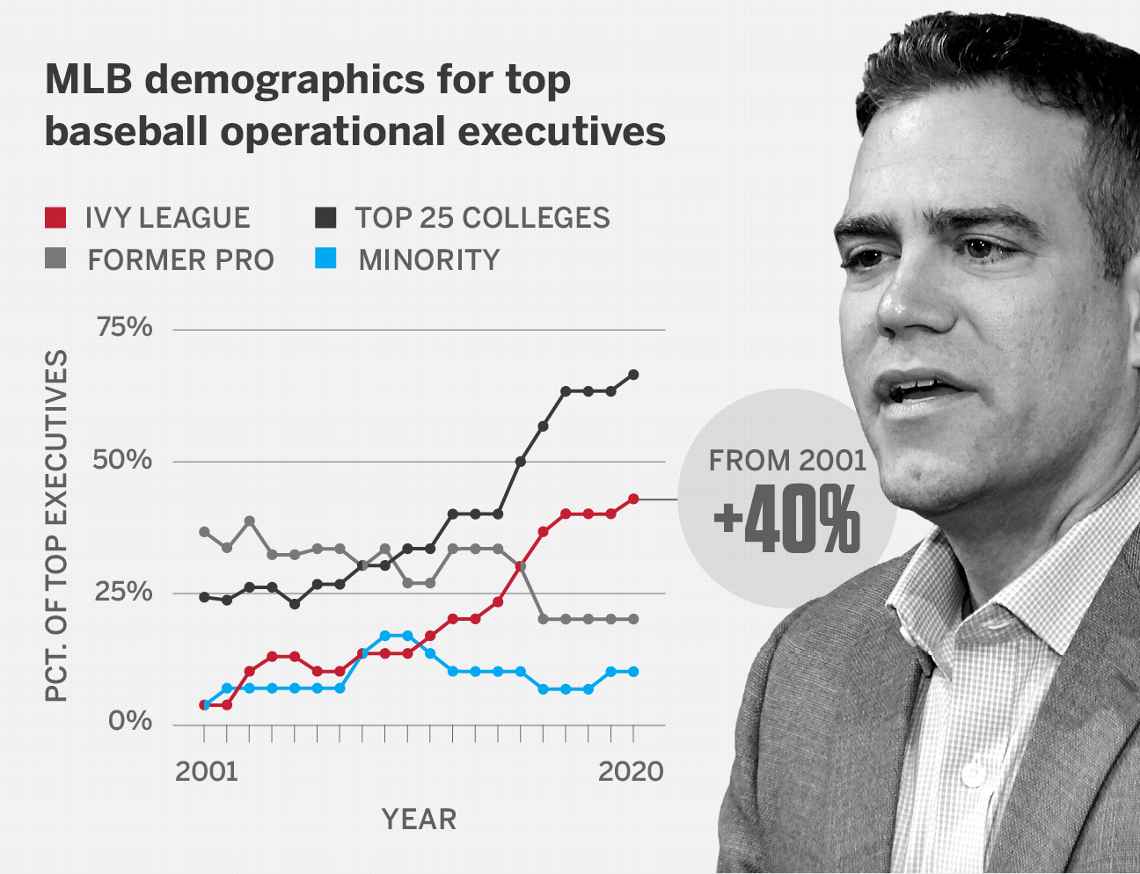 MLB demographics for top
baseball operational executives
IVY LEAGUE
TOP 25 COLLEGES
FORMER PRO
MINORITY
75%
50%
25%
0%
PCT. OF TOP EXECUTIVES
2001
2020
YEAR
FROM 2001
+40%